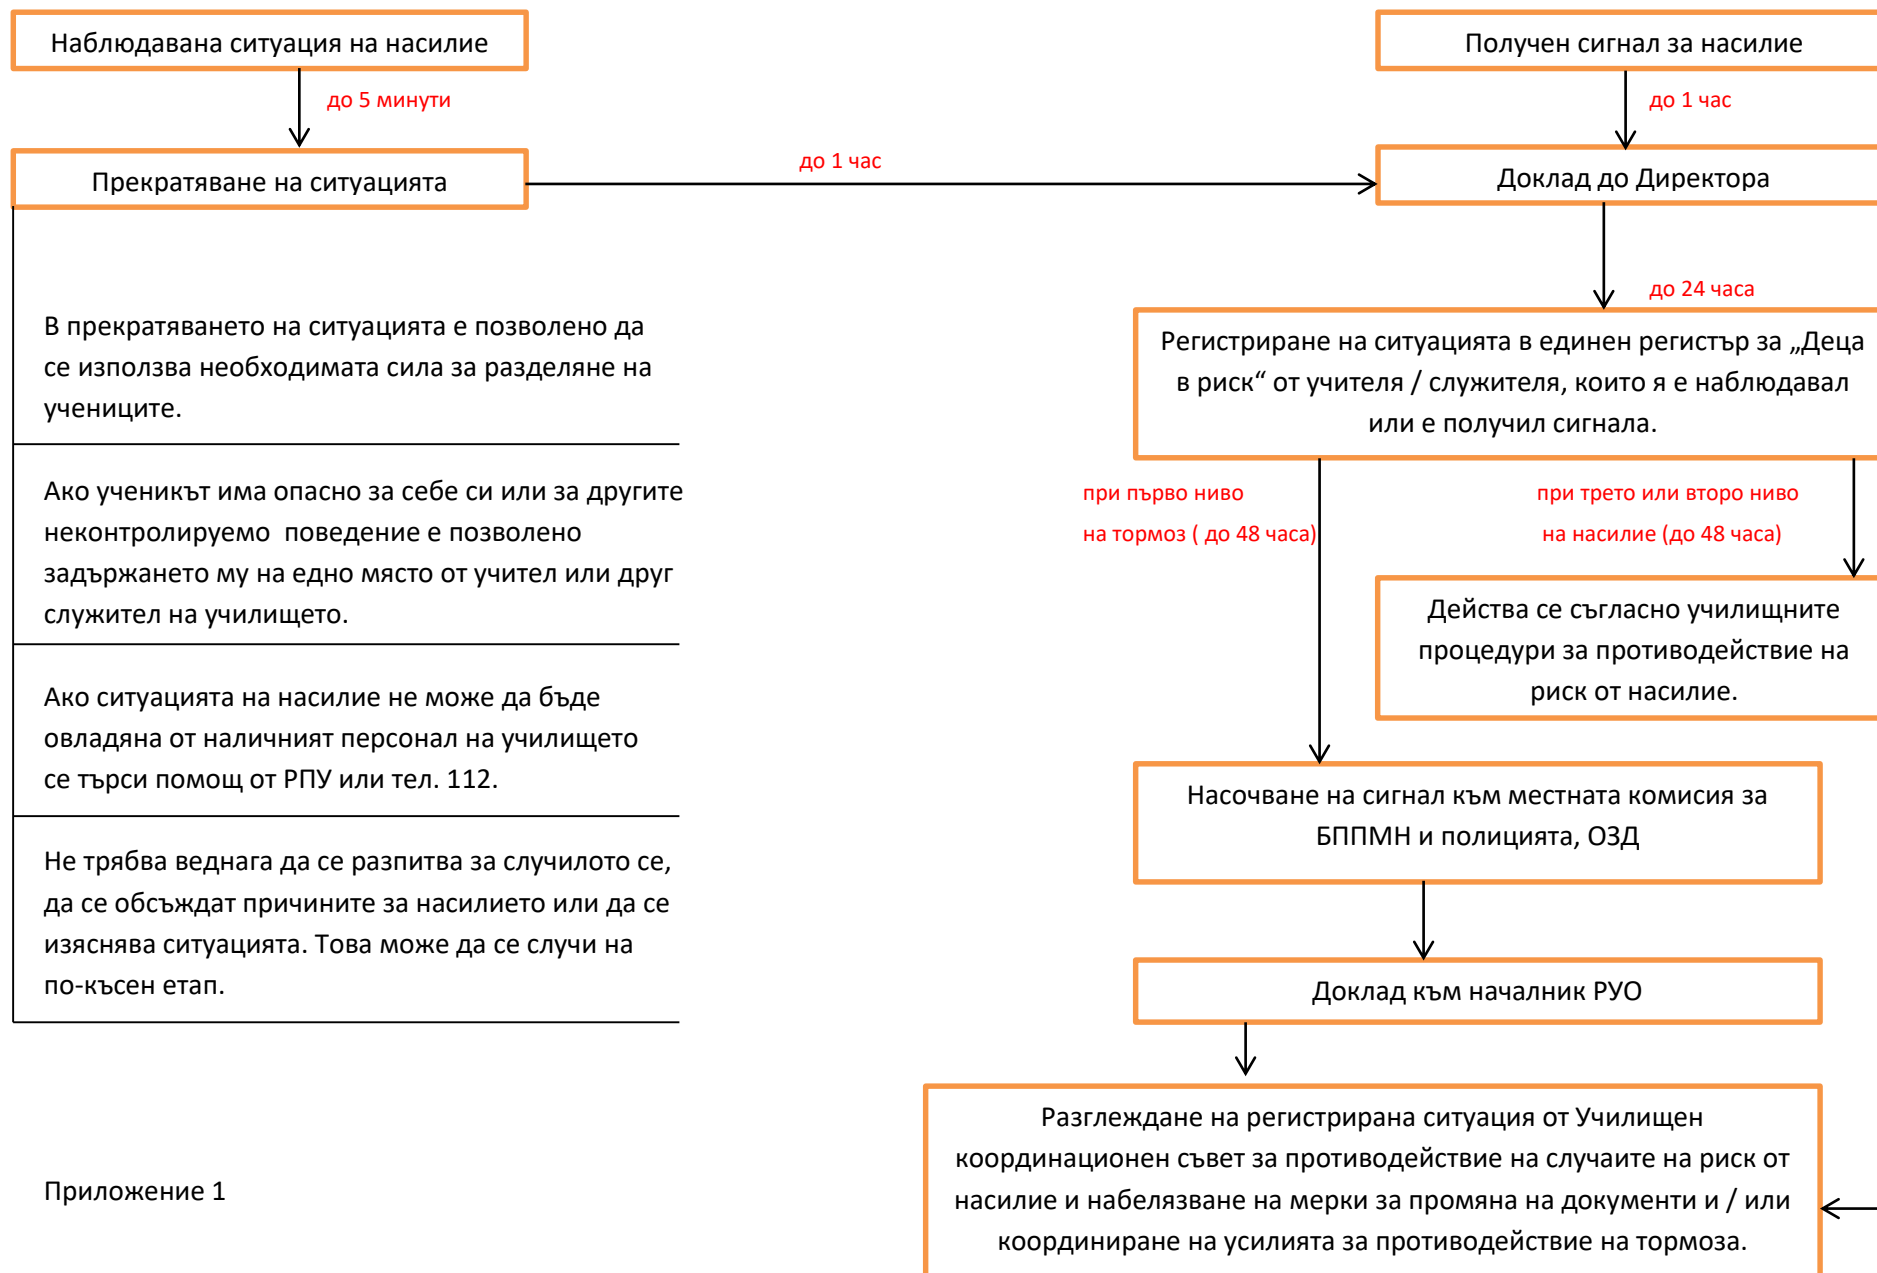 Наблюдавана ситуация на насилие
Получен сигнал за насилие
до 5 минути
до 1 час
Прекратяване на ситуацията
до 1 час
Доклад до Директора
до 24 часа
В прекратяването на ситуацията е позволено да
се използва необходимата сила за разделяне на
учениците.
Ако ученикът има опасно за себе си или за другите
неконтролируемо  поведение е позволено
задържането му на едно място от учител или друг
служител на училището.
Ако ситуацията на насилие не може да бъде
овладяна от наличният персонал на училището
се търси помощ от РПУ или тел. 112.
Не трябва веднага да се разпитва за случилото се,
да се обсъждат причините за насилието или да се
изяснява ситуацията. Това може да се случи на
по-късен етап.
Регистриране на ситуацията в единен регистър за „Деца
в риск“ от учителя / служителя, които я е наблюдавал
или е получил сигнала.
при първо ниво
на тормоз ( до 48 часа)
при трето или второ ниво
на насилие (до 48 часа)
Действа се съгласно училищните
процедури за противодействие на
риск от насилие.
Насочване на сигнал към местната комисия за
БППМН и полицията, ОЗД
Доклад към началник РУО
Разглеждане на регистрирана ситуация от Училищен
координационен съвет за противодействие на случаите на риск от
насилие и набелязване на мерки за промяна на документи и / или
координиране на усилията за противодействие на тормоза.
Приложение 1